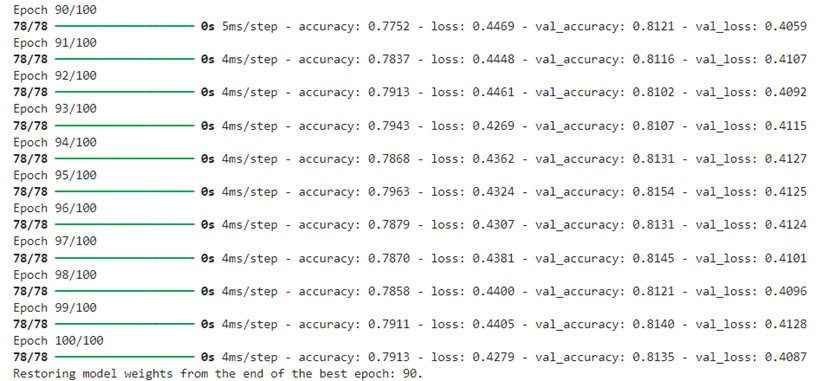 Epoch 90/100
78/78 ━━━━━━━━━━━━━━━━━━━━ 0s 5ms/step - accuracy: 0.7752 - loss: 0.4469 - val_accuracy: 0.8121 - val_loss: 0.4059
Epoch 91/100
78/78 ━━━━━━━━━━━━━━━━━━━━ 0s 4ms/step - accuracy: 0.7837 - loss: 0.4448 - val_accuracy: 0.8116 - val_loss: 0.4107
Epoch 92/100
78/78 ━━━━━━━━━━━━━━━━━━━━ 0s 4ms/step - accuracy: 0.7913 - loss: 0.4461 - val_accuracy: 0.8102 - val_loss: 0.4092
Epoch 93/100
78/78 ━━━━━━━━━━━━━━━━━━━━ 0s 4ms/step - accuracy: 0.7943 - loss: 0.4269 - val_accuracy: 0.8107 - val_loss: 0.4115
Epoch 94/100
78/78 ━━━━━━━━━━━━━━━━━━━━ 0s 4ms/step - accuracy: 0.7868 - loss: 0.4362 - val_accuracy: 0.8131 - val_loss: 0.4127
Epoch 95/100
78/78 ━━━━━━━━━━━━━━━━━━━━ 0s 4ms/step - accuracy: 0.7963 - loss: 0.4324 - val_accuracy: 0.8154 - val_loss: 0.4125
Epoch 96/100
78/78 ━━━━━━━━━━━━━━━━━━━━ 0s 4ms/step - accuracy: 0.7879 - loss: 0.4307 - val_accuracy: 0.8131 - val_loss: 0.4124
Epoch 97/100
78/78 ━━━━━━━━━━━━━━━━━━━━ 0s 4ms/step - accuracy: 0.7870 - loss: 0.4381 - val_accuracy: 0.8145 - val_loss: 0.4101
Epoch 98/100
78/78 ━━━━━━━━━━━━━━━━━━━━ 0s 4ms/step - accuracy: 0.7858 - loss: 0.4400 - val_accuracy: 0.8121 - val_loss: 0.4096
Epoch 99/100
78/78 ━━━━━━━━━━━━━━━━━━━━ 0s 4ms/step - accuracy: 0.7911 - loss: 0.4405 - val_accuracy: 0.8140 - val_loss: 0.4128
Epoch 100/100
78/78 ━━━━━━━━━━━━━━━━━━━━ 0s 4ms/step - accuracy: 0.7913 - loss: 0.4279 - val_accuracy: 0.8135 - val_loss: 0.4087
Restoring model weights from the end of the best epoch: 90.